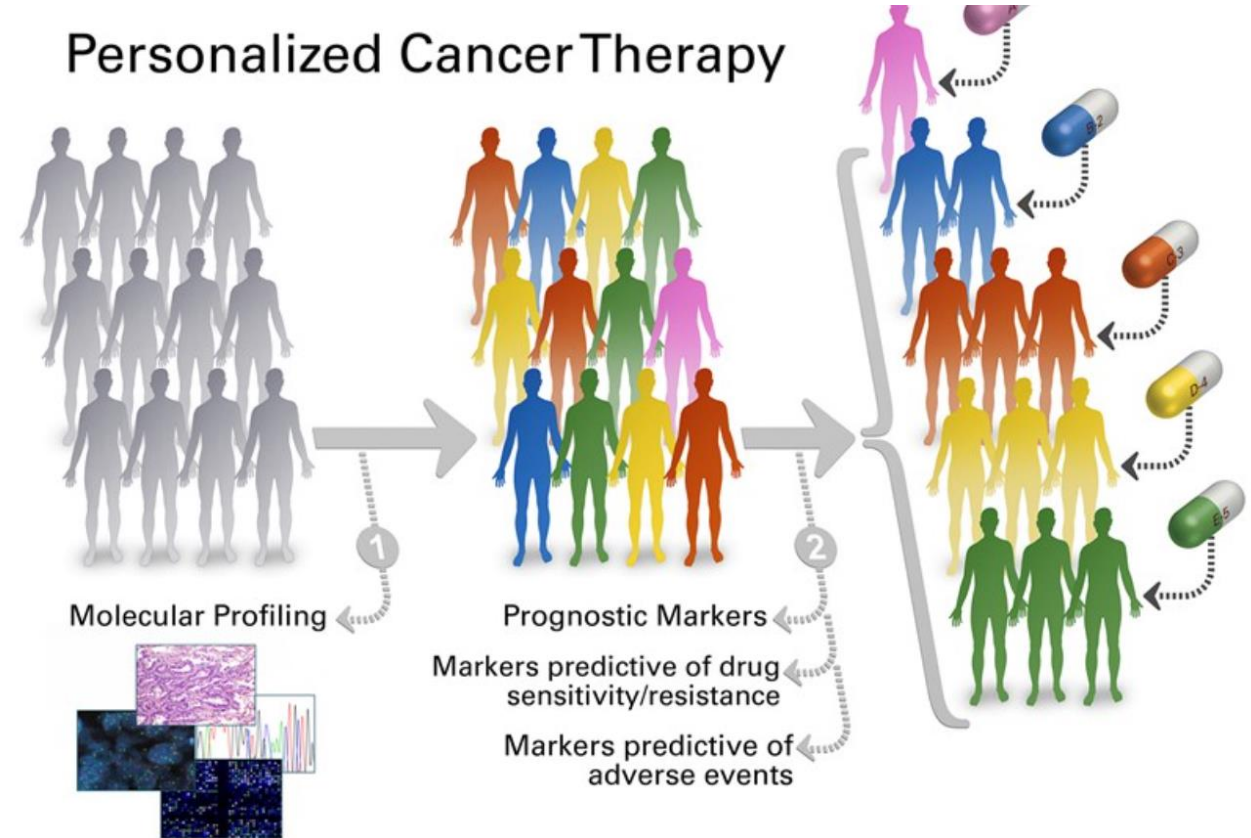 Personalized Cancer Therapy
A
B-2
C-3
D-4
E-5
1
2
Molecular Profiling
Prognostic Markers
Markers predictive of drug
sensitivity/resistance
Markers predictive of
adverse events